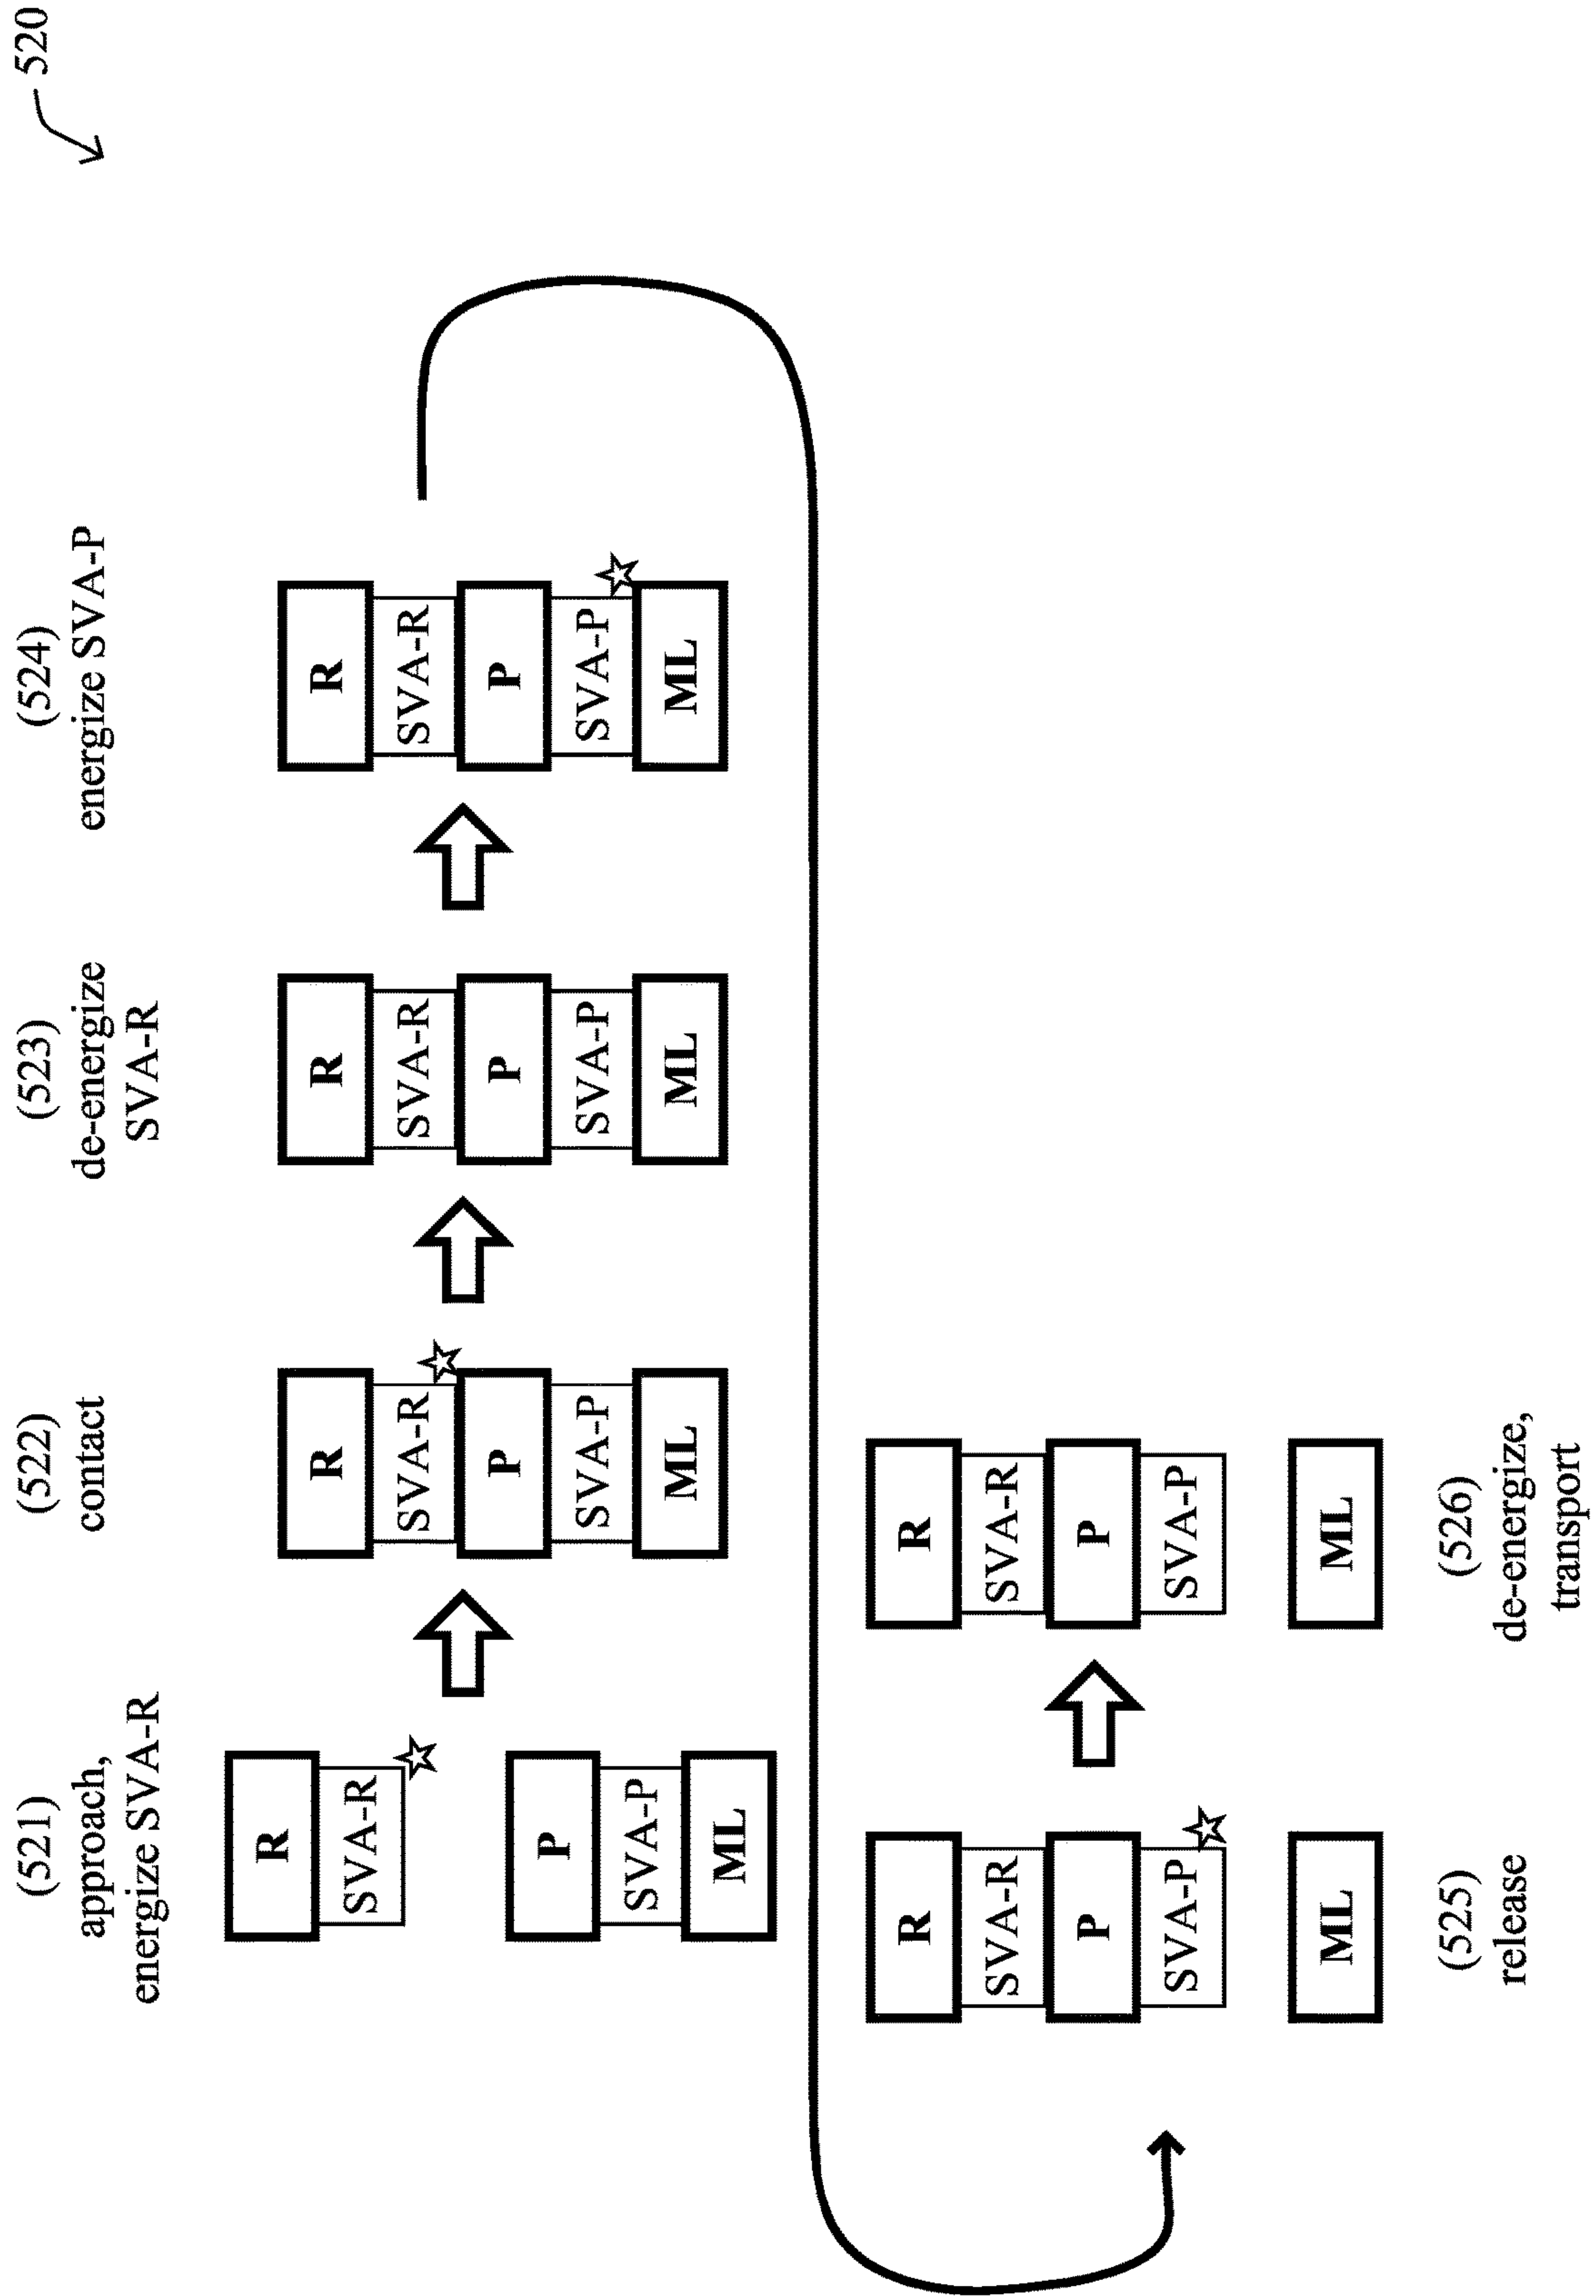 520
(521)
approach,
energize SVA-R
R
SVA-R
P
SVA-P
ML
(522)
contact
R
SVA-R
P
SVA-P
ML
(523)
de-energize
SVA-R
R
SVA-R
P
SVA-P
ML
(524)
energize SVA-P
R
SVA-R
P
SVA-P
ML
R
SVA-R
P
SVA-P
ML
(525)
release
R
SVA-R
P
SVA-P
ML
(526)
de-energize,
transport